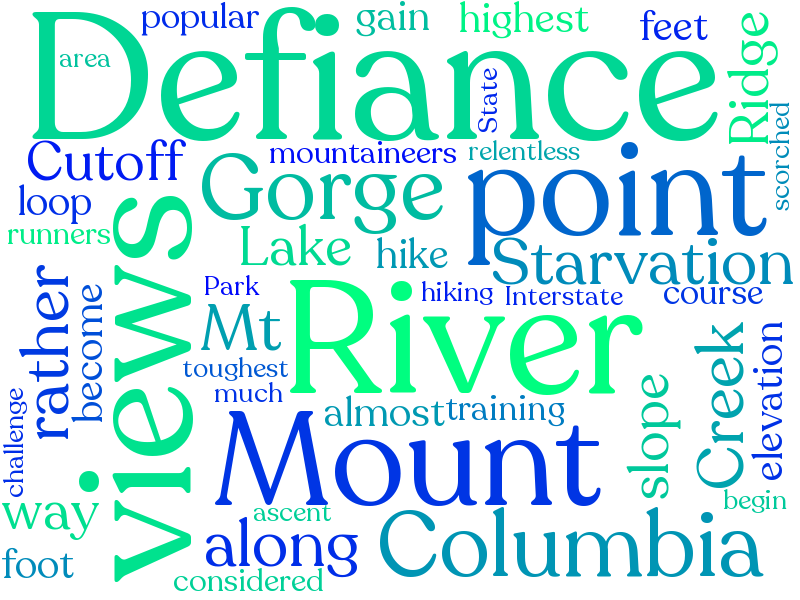 popular
gain
highest
feet
Defiance
area
State
Ridge
scorched
Cutoff
mountaineers
relentless
loop
Gorge
point
runners
views
Lake
hike
Starvation
rather
become
Park
River
hiking
Interstate
course
Mt
toughest
much
almost
training
slope
Creek
elevation
challenge
Mount
way
ascent
begin
along
Columbia
foot
considered